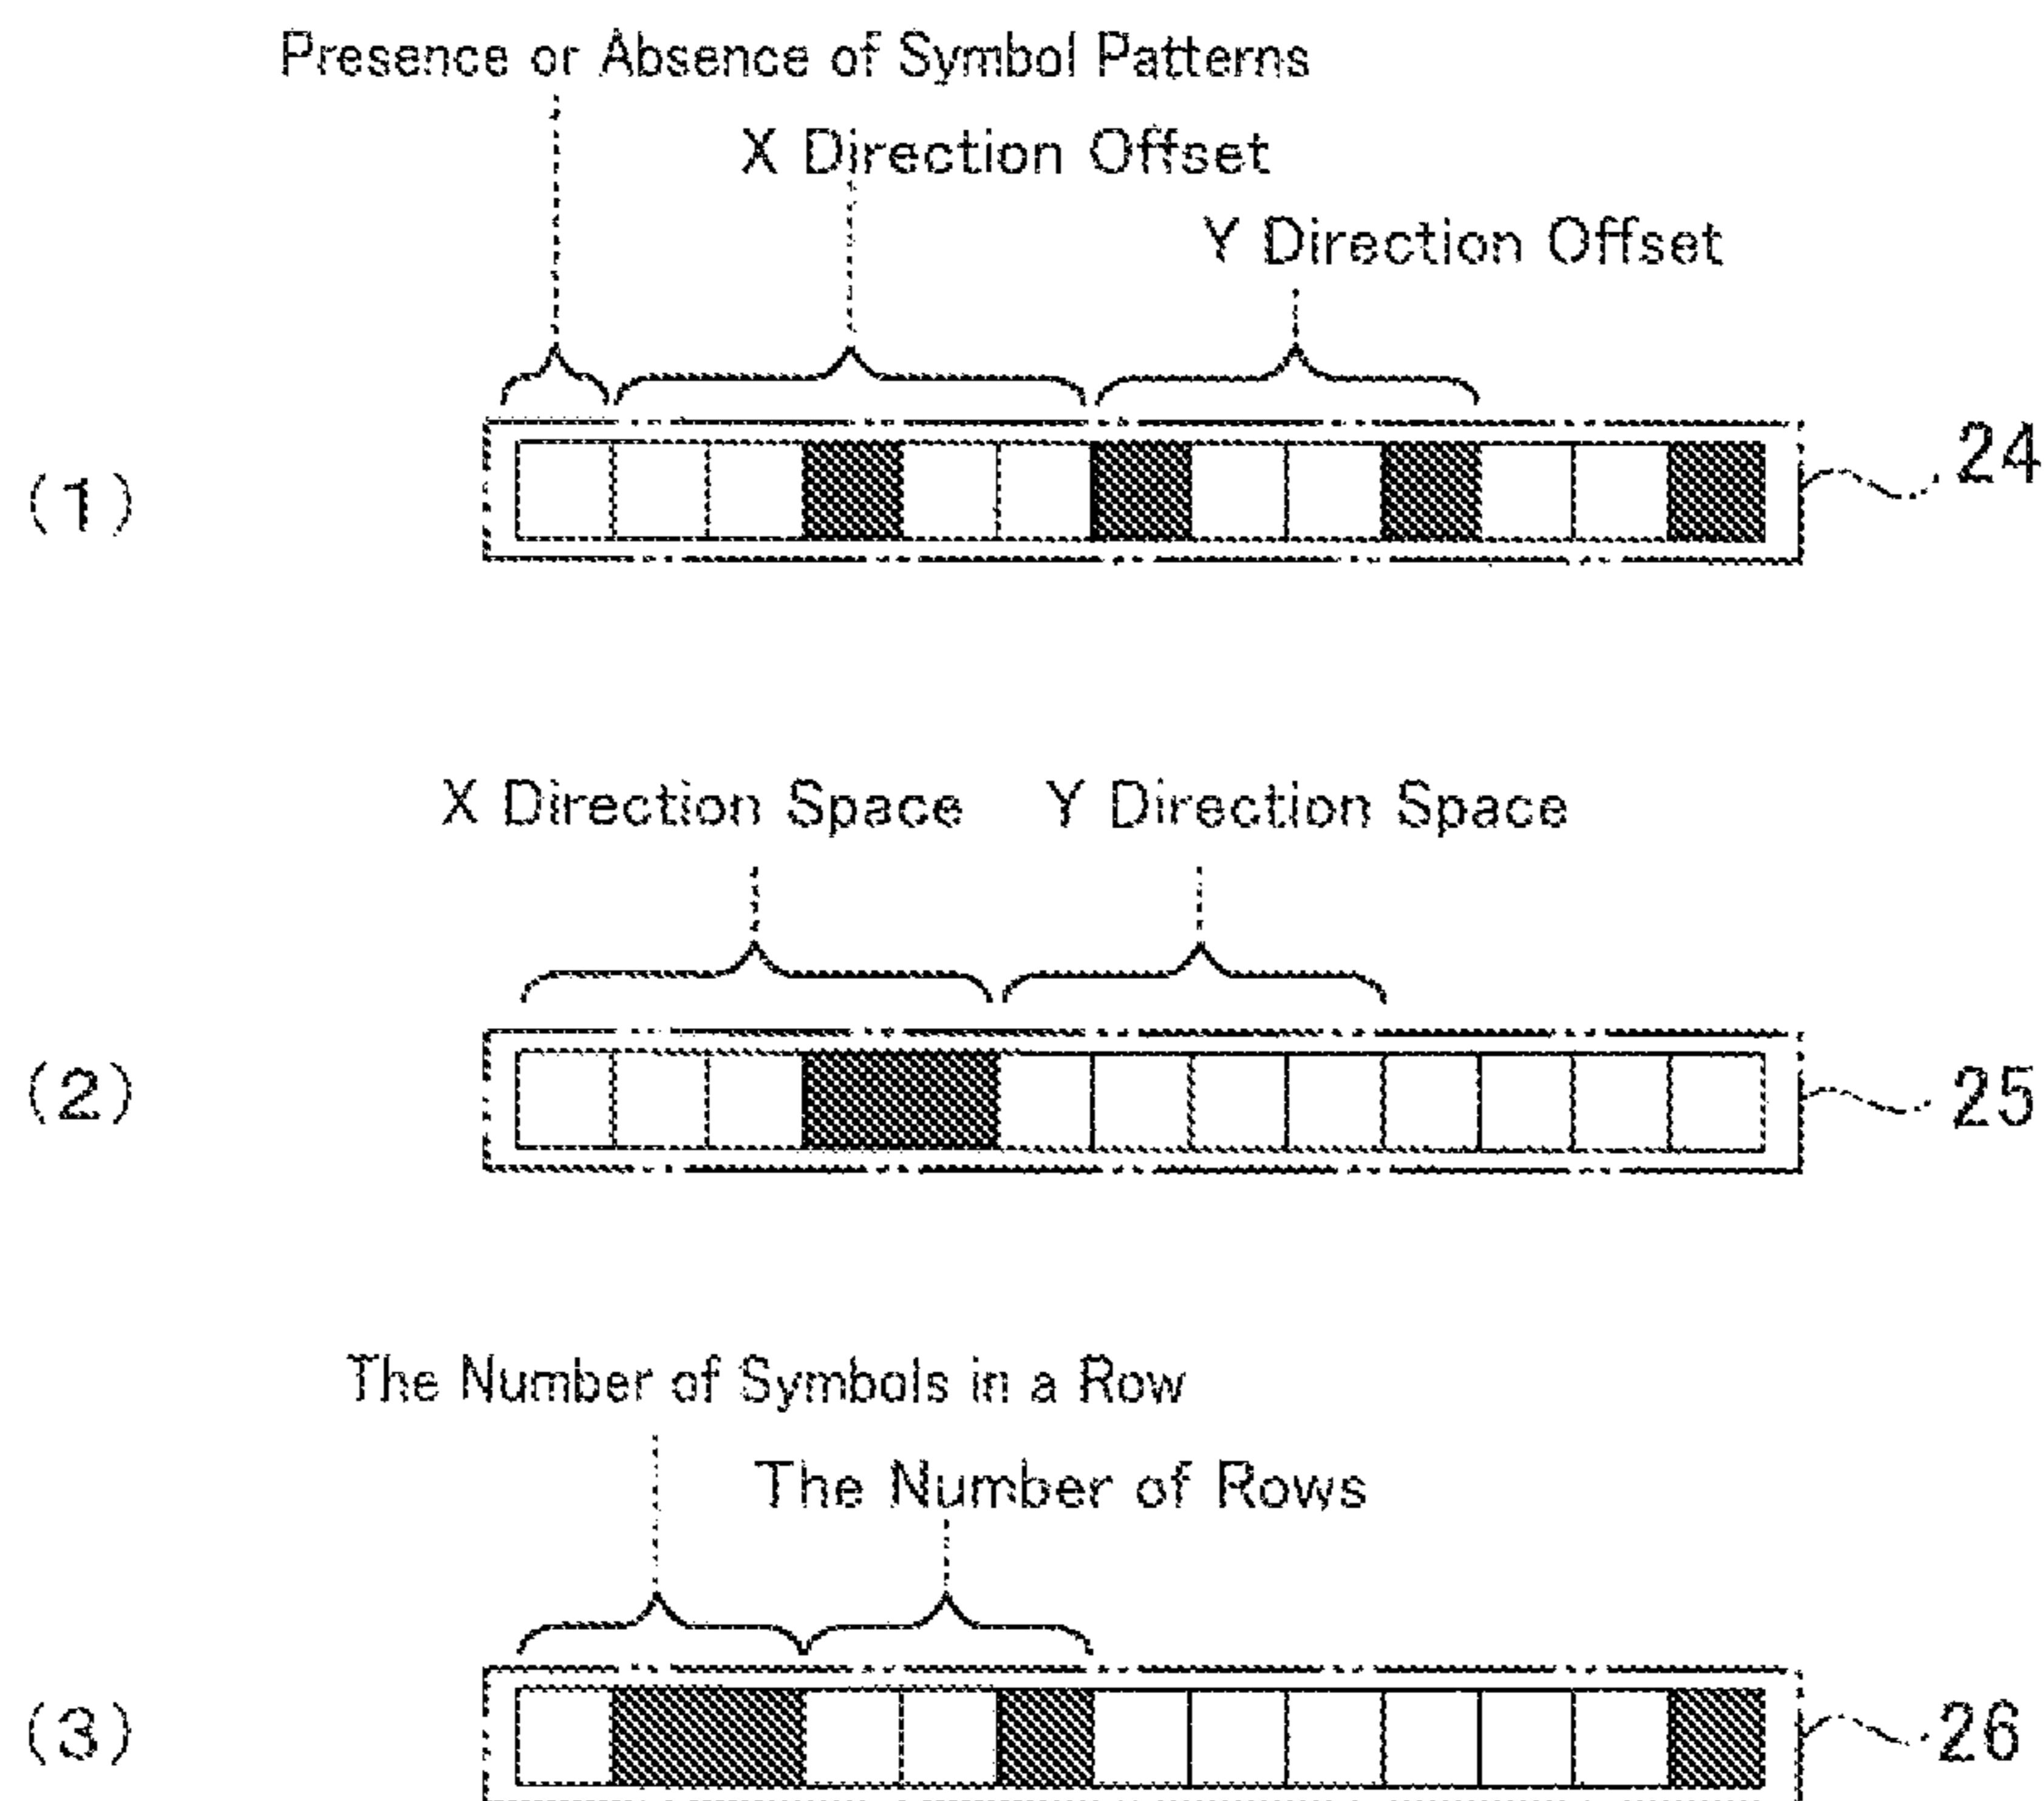 Presence or Absence of Symbol Patterns
X Direction Offset
Y Direction Offset
(1)
24
X Direction Space
Y Direction Space
(2)
25
The Number of Symbols in a Row
The Number of Rows
(3)
26